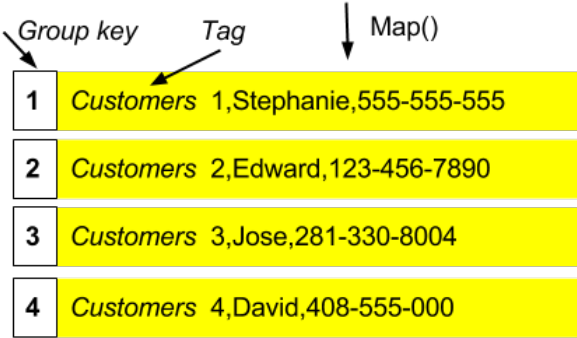 Group key Tag Map()
1 Customers 1,Stephanie,555-555-555
2 Customers 2,Edward,123-456-7890
3 Customers 3,Jose,281-330-8004
4 Customers 4,David,408-555-000